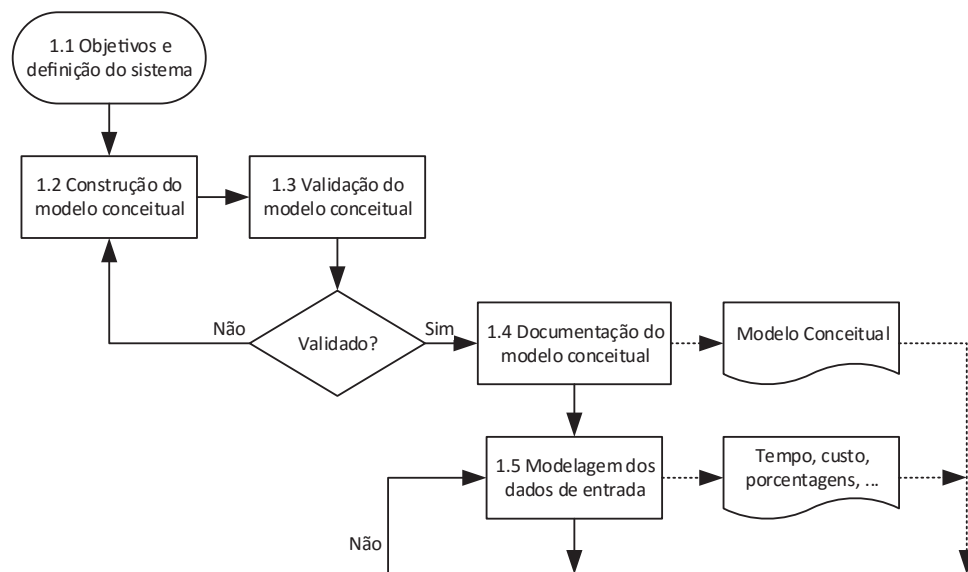 1.1 Objetivos e
definição do sistema
1.2 Construção do
modelo conceitual
1.3 Validação do
modelo conceitual
Não
Validado?
Sim
1.4 Documentação do
modelo conceitual
Modelo Conceitual
1.5 Modelagem dos
dados de entrada
Tempo, custo,
porcentagens, ...
Não